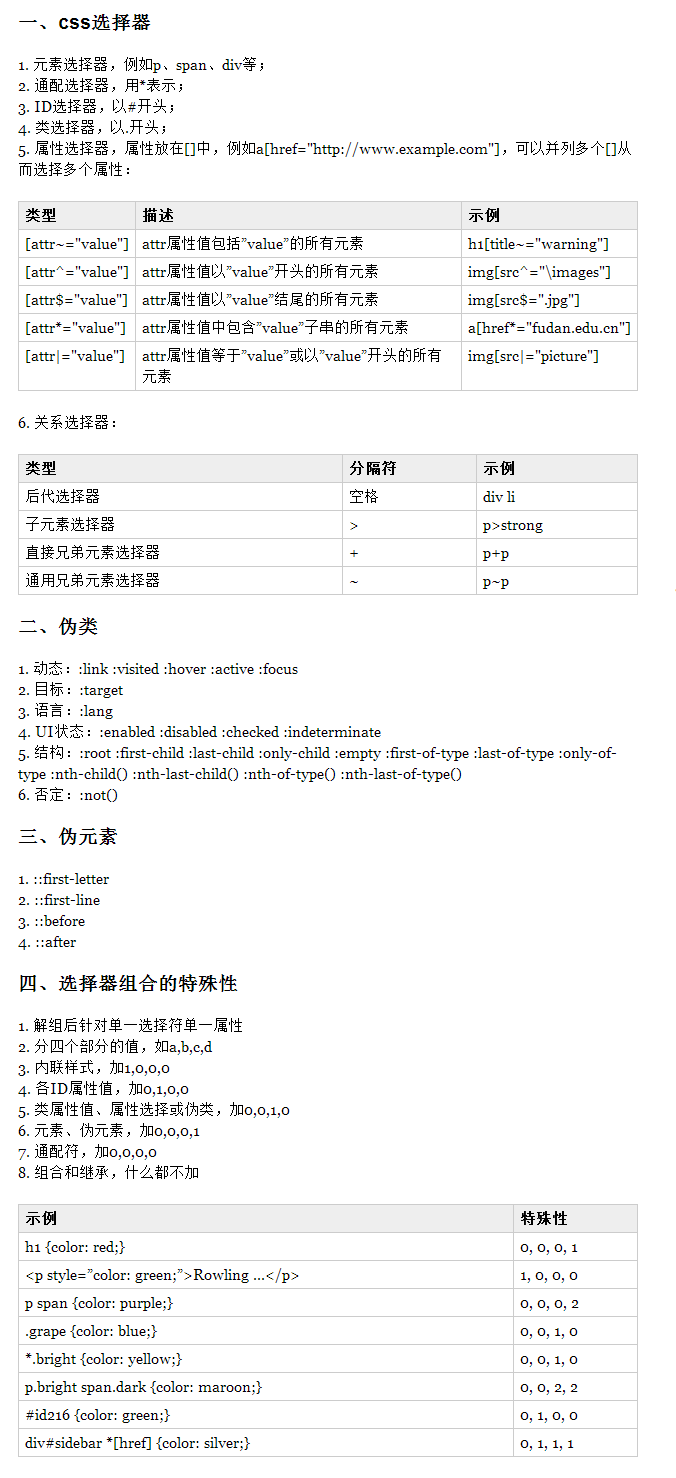 一、css选择器
1. 元素选择器，例如p、span、div等；
2. 通配选择器，用*表示；
3. ID选择器，以#开头；
4. 类选择器，以.开头；
5. 属性选择器，属性放在[]中，例如a[href="http://www.example.com"]，可以并列多个[]从
而选择多个属性：
类型 描述 示例
[attr~="value"] attr属性值包括”value”的所有元素 h1[title~="warning"]
[attr^="value"] attr属性值以”value”开头的所有元素 img[src^="\images"]
[attr$="value"] attr属性值以”value”结尾的所有元素 img[src$=".jpg"]
[attr*="value"] attr属性值中包含”value”子串的所有元素 a[href*="fudan.edu.cn"]
[attr|="value"] attr属性值等于”value”或以”value”开头的所有 img[src|="picture"]
元素
6. 关系选择器：
类型 分隔符 示例
后代选择器 空格 div li
子元素选择器 > p>strong
直接兄弟元素选择器 + p+p
通用兄弟元素选择器 ~ p~p
二、伪类
1. 动态：:link :visited :hover :active :focus
2. 目标：:target
3. 语言：:lang
4. UI状态：:enabled :disabled :checked :indeterminate
5. 结构：:root :first-child :last-child :only-child :empty :first-of-type :last-of-type :only-of-
type :nth-child() :nth-last-child() :nth-of-type() :nth-last-of-type()
6. 否定：:not()
三、伪元素
1. ::first-letter
2. ::first-line
3. ::before
4. ::after
四、选择器组合的特殊性
1. 解组后针对单一选择符单一属性
2. 分四个部分的值，如a,b,c,d
3. 内联样式，加1,0,0,0
4. 各ID属性值，加0,1,0,0
5. 类属性值、属性选择或伪类，加0,0,1,0
6. 元素、伪元素，加0,0,0,1
7. 通配符，加0,0,0,0
8. 组合和继承，什么都不加
示例 特殊性
h1 {color: red;} 0, 0, 0, 1
<p style=”color: green;”>Rowling ...</p> 1, 0, 0, 0
p span {color: purple;} 0, 0, 0, 2
.grape {color: blue;} 0, 0, 1, 0
*.bright {color: yellow;} 0, 0, 1, 0
p.bright span.dark {color: maroon;} 0, 0, 2, 2
#id216 {color: green;} 0, 1, 0, 0
div#sidebar *[href] {color: silver;} 0, 1, 1, 1